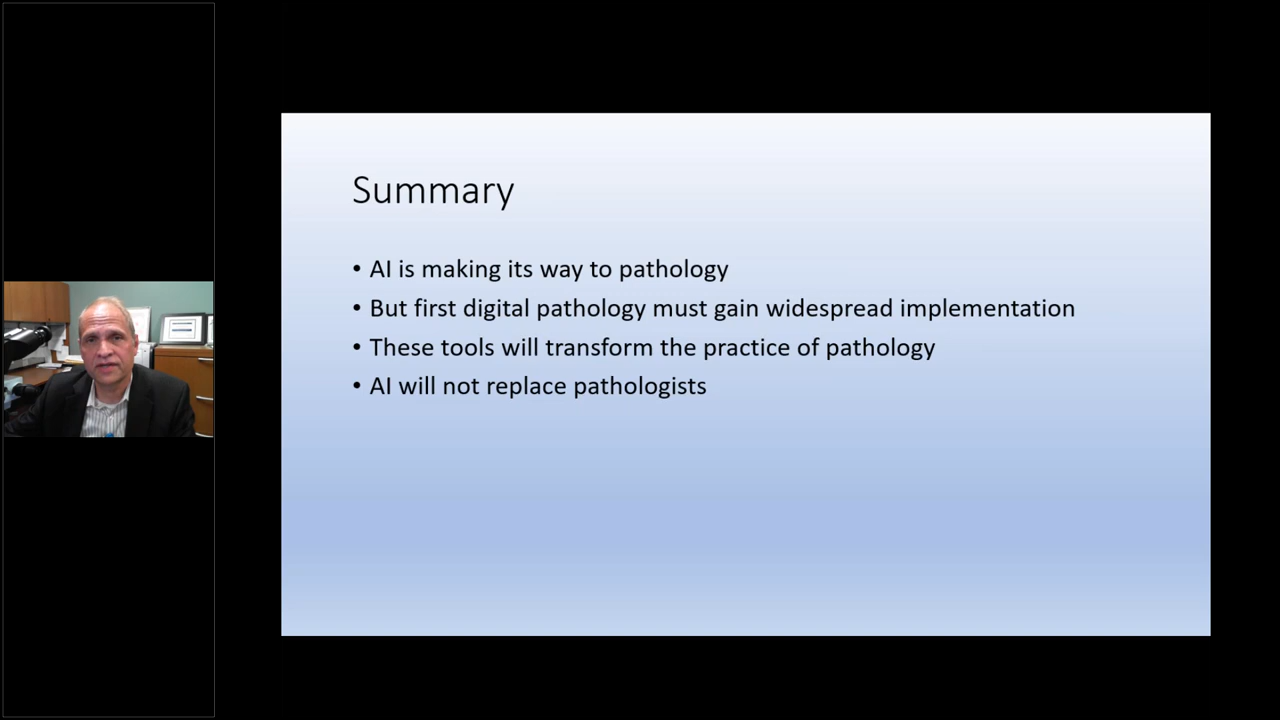 Summary
• AI is making its way to pathology
• But first digital pathology must gain widespread implementation
• These tools will transform the practice of pathology
• AI will not replace pathologists